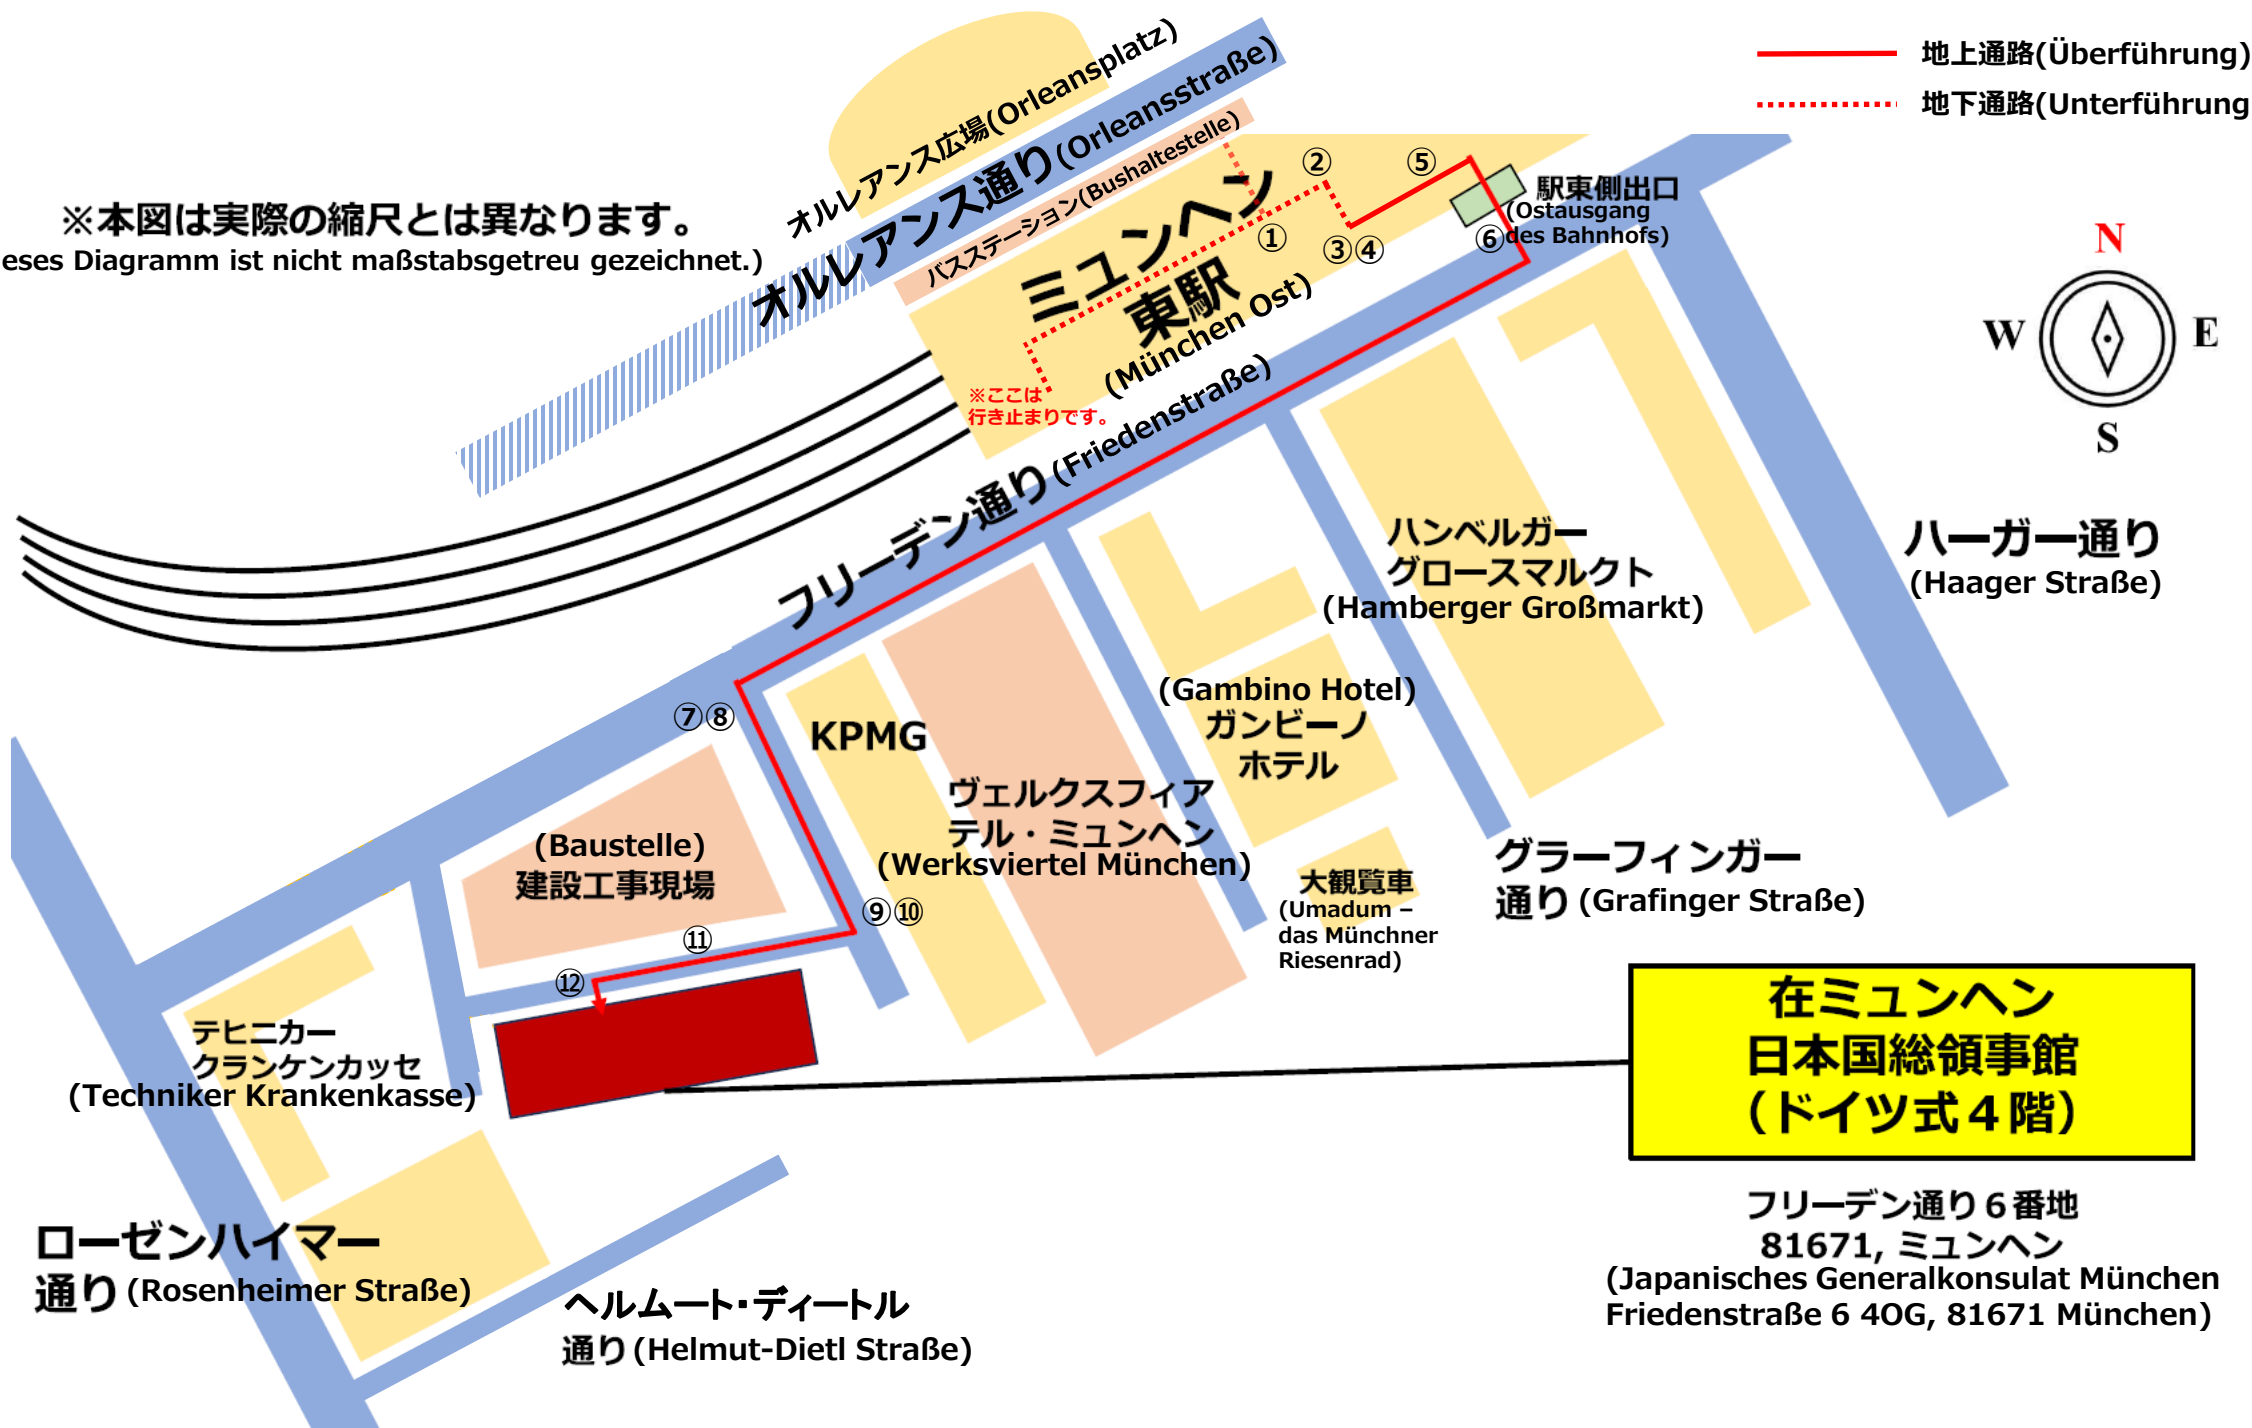 地上通路(Überführung)
地下通路(Unterführung
オルレアンス広場(Orleansplatz)
オルレアンス通り(Orleansstraße)
バスステーション(Bushaltestelle)
※本図は実際の縮尺とは異なります。
eses Diagramm ist nicht maßstabsgetreu gezeichnet.)
ミュンヘン
東駅
(München Ost)
①
②
③④
⑤
⑥
駅東側出口
(Ostausgang
des Bahnhofs)
※ここは
行き止まりです。
N
W
E
S
フリーデン通り(Friedenstraße)
ハンベルガー
グロースマルクト
(Hamberger Großmarkt)
ハーガー通り
(Haager Straße)
⑦⑧
KPMG
(Gambino Hotel)
ガンビーノ
ホテル
ヴェルクスフィア
テル・ミュンヘン
(Werksviertel München)
(Baustelle)
建設工事現場
大観覧車
(Umadum –
das Münchner
Riesenrad)
グラーフィンガー
通り(Grafinger Straße)
⑨⑩
⑪
⑫
テヒニカー
クランケンカッセ
(Techniker Krankenkasse)
在ミュンヘン
日本国総領事館
（ドイツ式４階）
フリーデン通り６番地
81671, ミュンヘン
(Japanisches Generalkonsulat München
Friedenstraße 6 4OG, 81671 München)
ローゼンハイマー
通り(Rosenheimer Straße)
ヘルムート・ディートル
通り(Helmut-Dietl Straße)